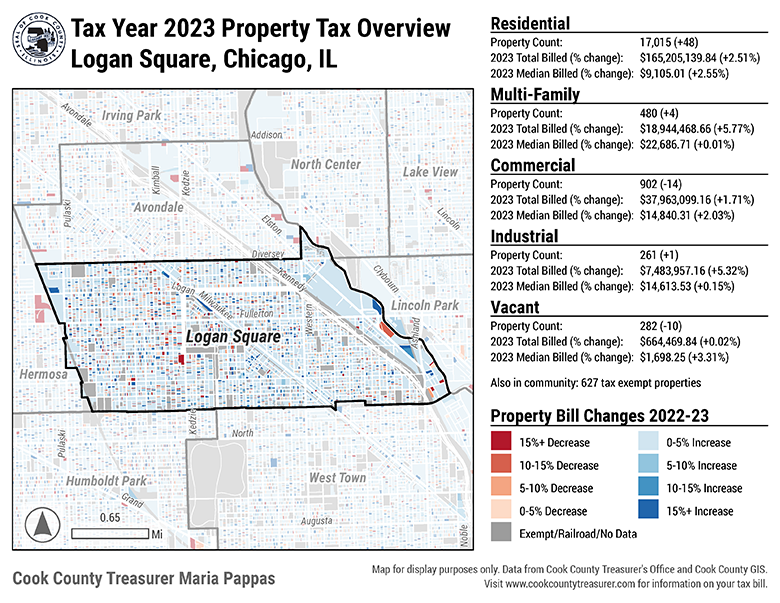 SEAL OF COOK COUNTY
ILLINOIS
Tax Year 2023 Property Tax Overview
Logan Square, Chicago, IL
Avondale
Irving Park
Addison
North Center
Lake View
Kimball
Kedzie
Pulaski
Avondale
Elston
Lincoln
Diversey
Kennedy
Clybourn
Logan
Milwaukee
Fullerton
Western
Lincoln Park
Ashland
Logan Square
Hermosa
Kedzie
Pulaski
North
Humboldt Park
West Town
Grand
Augusta
Noble
0.65
Mi
Residential
Property Count: 17,015 (+48)
2023 Total Billed (% change): $165,205,139.84 (+2.51%)
2023 Median Billed (% change): $9,105.01 (+2.55%)
Multi-Family
Property Count: 480 (+4)
2023 Total Billed (% change): $18,944,468.66 (+5.77%)
2023 Median Billed (% change): $22,686.71 (+0.01%)
Commercial
Property Count: 902 (-14)
2023 Total Billed (% change): $37,963,099.16 (+1.71%)
2023 Median Billed (% change): $14,840.31 (+2.03%)
Industrial
Property Count: 261 (+1)
2023 Total Billed (% change): $7,483,957.16 (+5.32%)
2023 Median Billed (% change): $14,613.53 (+0.15%)
Vacant
Property Count: 282 (-10)
2023 Total Billed (% change): $664,469.84 (+0.02%)
2023 Median Billed (% change): $1,698.25 (+3.31%)
Also in community: 627 tax exempt properties
Property Bill Changes 2022-23
15%+ Decrease
10-15% Decrease
5-10% Decrease
0-5% Decrease
0-5% Increase
5-10% Increase
10-15% Increase
15%+ Increase
Exempt/Railroad/No Data
Cook County Treasurer Maria Pappas
Map for display purposes only. Data from Cook County Treasurer's Office and Cook County GIS.
Visit www.cookcountytreasurer.com for information on your tax bill.